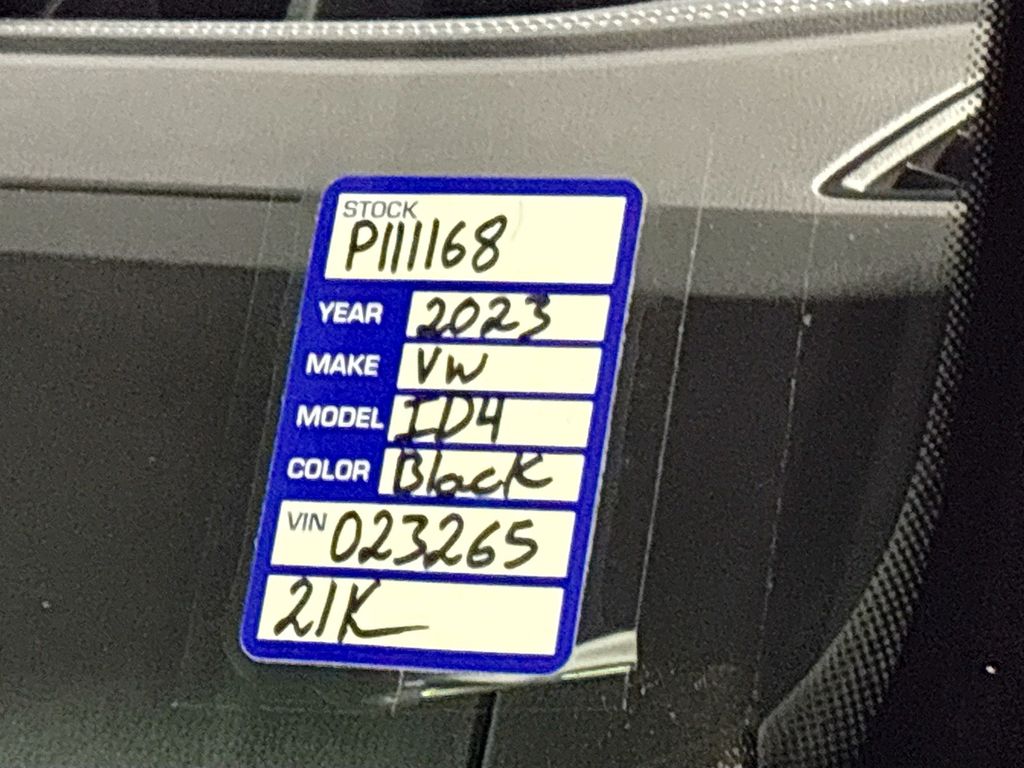 STOCK
P111168
YEAR 2023
MAKE VW
MODEL ID4
COLOR Black
VIN 023265
21K